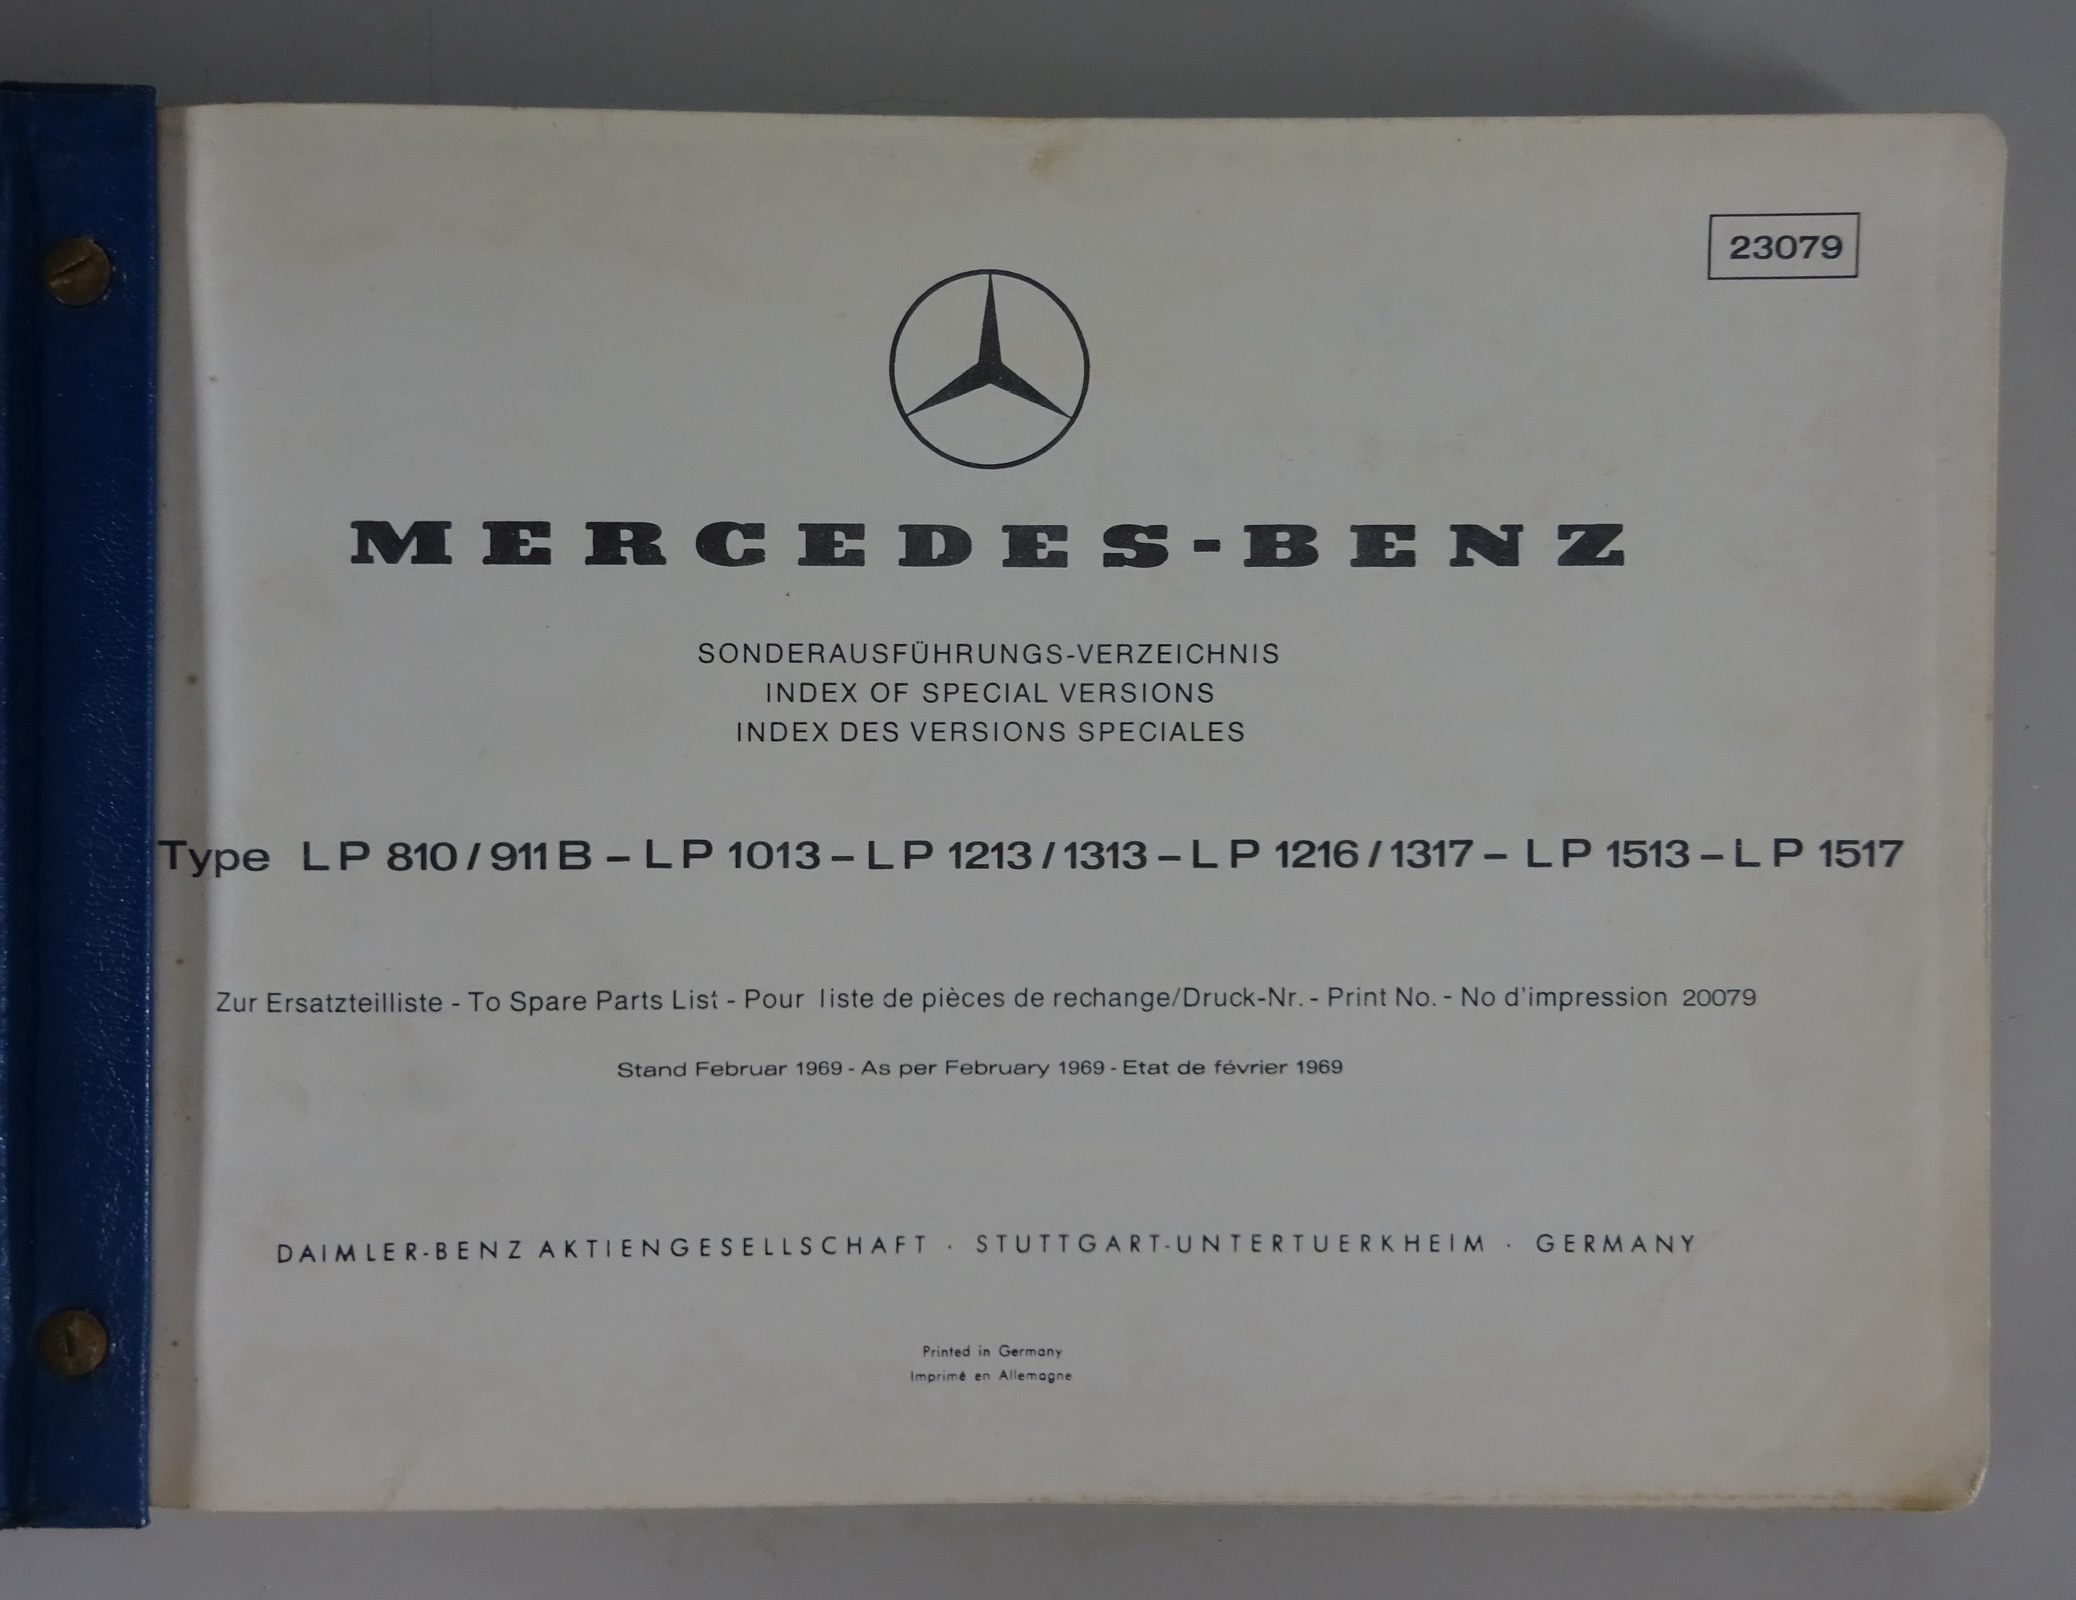 23079
MERCEDES-BENZ
SONDERAUSFÜHRUNGS-VERZEICHNIS
INDEX OF SPECIAL VERSIONS
INDEX DES VERSIONS SPECIALES
Type LP 810/911 B – LP 1013 – LP 1213/1313 – LP 1216/1317 – LP 1513 – LP 1517
Zur Ersatzteilliste - To Spare Parts List - Pour liste de pièces de rechange/Druck-Nr. - Print No. - No d'impression 20079
Stand Februar 1969 - As per February 1969 - Etat de février 1969
DAIMLER-BENZ AKTIENGESELLSCHAFT · STUTTGART-UNTERTUERKHEIM · GERMANY
Printed in Germany
Imprimé en Allemagne